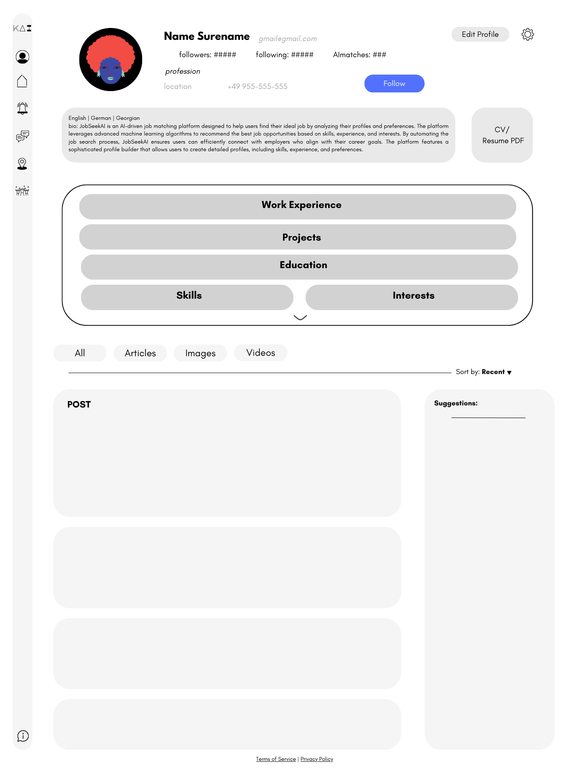 KΛΞ
Name Surename gmail@gmail.com
Edit Profile
followers: ##### following: ##### AImatches: ###
profession
location +49 955-555-555
Follow
English | German | Georgian
bio: JobSeekAI is an AI-driven job matching platform designed to help users find their ideal job by analyzing their profiles and preferences. The platform
leverages advanced machine learning algorithms to recommend the best job opportunities based on skills, experience, and interests. By automating the
job search process, JobSeekAI ensures users can efficiently connect with employers who align with their career goals. The platform features a
sophisticated profile builder that allows users to create detailed profiles, including skills, experience, and preferences.
CV/
Resume PDF
Work Experience
Projects
Education
Skills Interests
All Articles Images Videos
Sort by: Recent ▼
POST
Suggestions:
Terms of Service | Privacy Policy